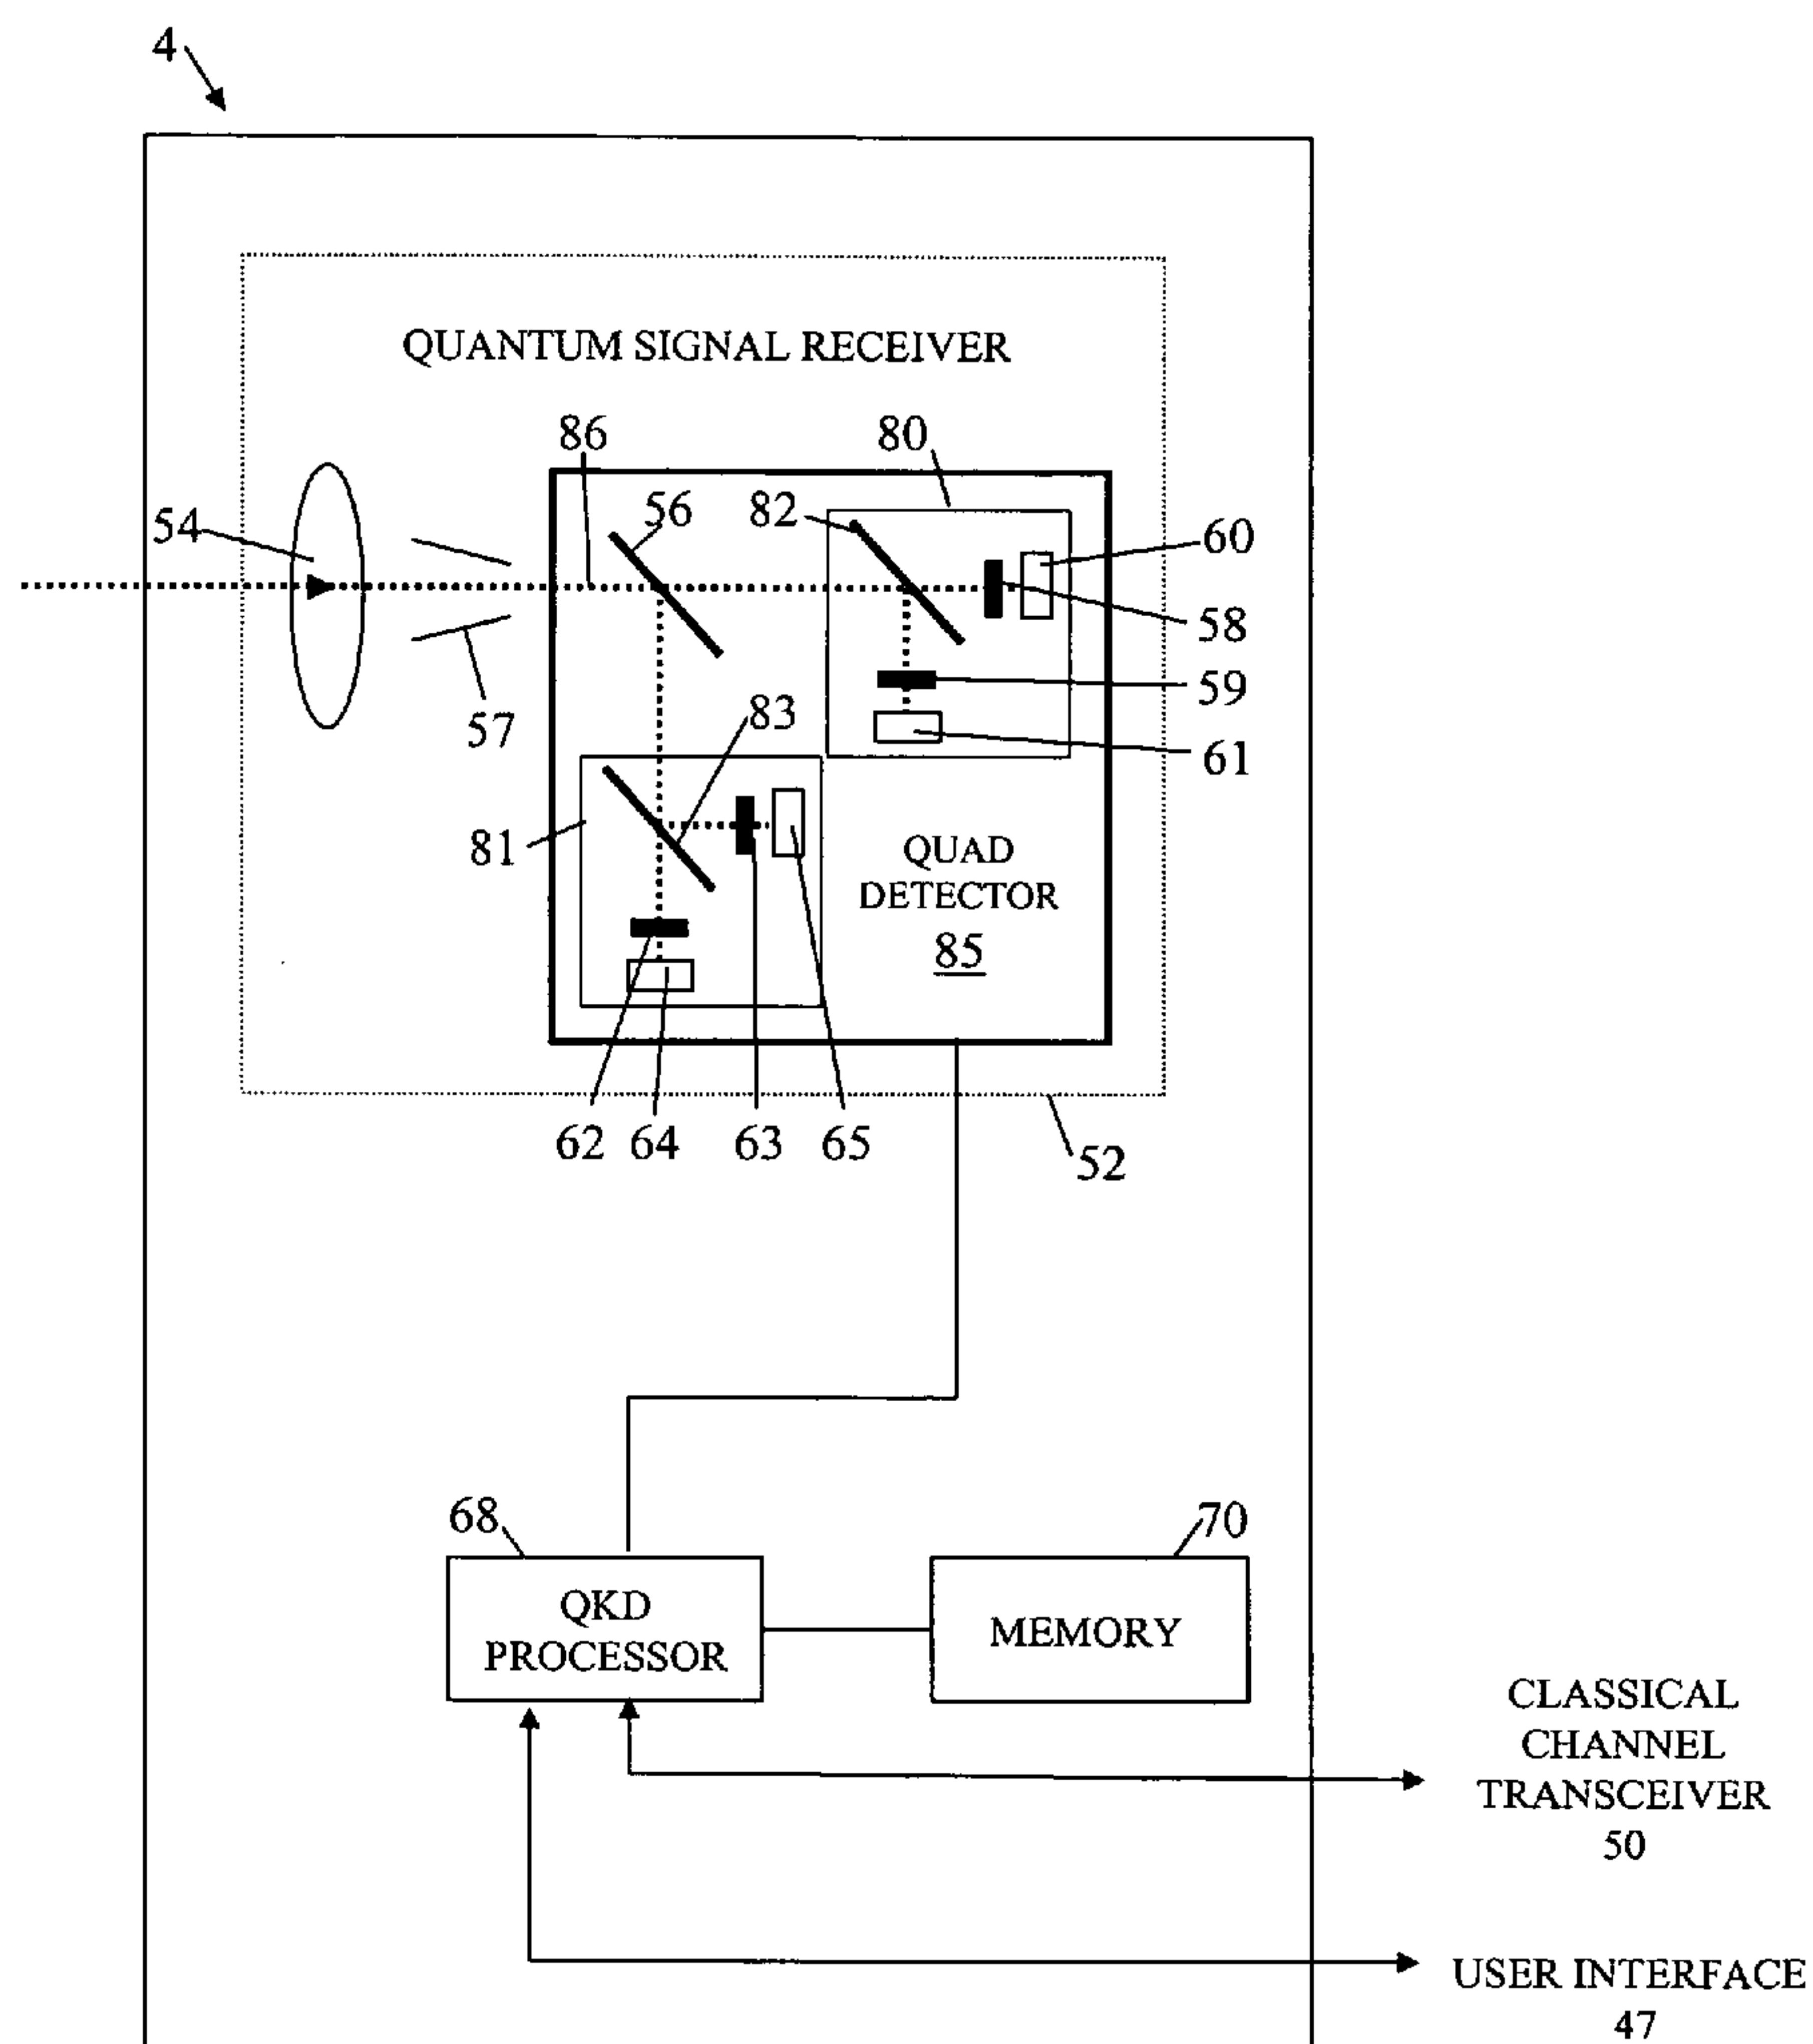 4
QUANTUM SIGNAL RECEIVER
86
80
54
56
82
60
58
57
83
59
61
81
QUAD
DETECTOR
85
62
64
63
65
52
68
70
QKD
PROCESSOR
MEMORY
CLASSICAL
CHANNEL
TRANSCEIVER
50
USER INTERFACE
47